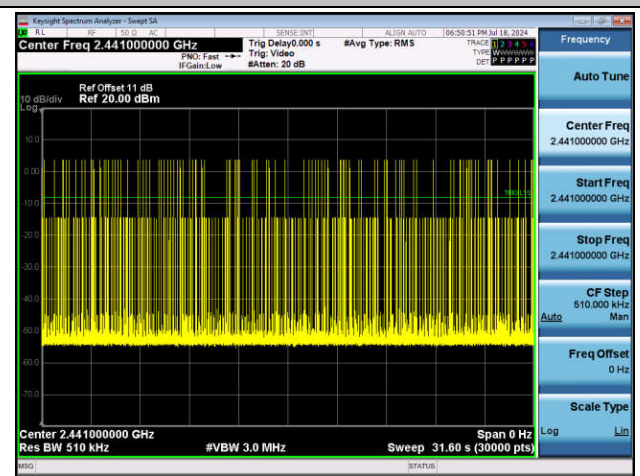 Keysight Spectrum Analyzer - Swept SA
RL RF 50 Ω AC SENSE:INT ALIGN AUTO 06:50:51 PM Jul 18, 2024
Center Freq 2.441000000 GHz
PNO: Fast
IFGain:Low
Trig Delay0.000 s
Trig: Video
#Atten: 20 dB
#Avg Type: RMS
TRACE 1 2 3 4 5 6
TYPE W
DET P P P P P P
Frequency
Auto Tune
Center Freq
2.441000000 GHz
Start Freq
2.441000000 GHz
Stop Freq
2.441000000 GHz
CF Step
510.000 kHz
Auto Man
Freq Offset
0 Hz
Scale Type
Log Lin
Ref Offset 11 dB
10 dB/div Ref 20.00 dBm
Log
10.0
0.00
-10.0
-20.0
-30.0
-40.0
-50.0
-60.0
-70.0
Center 2.441000000 GHz Span 0 Hz
Res BW 510 kHz #VBW 3.0 MHz Sweep 31.60 s (30000 pts)
MSG STATUS